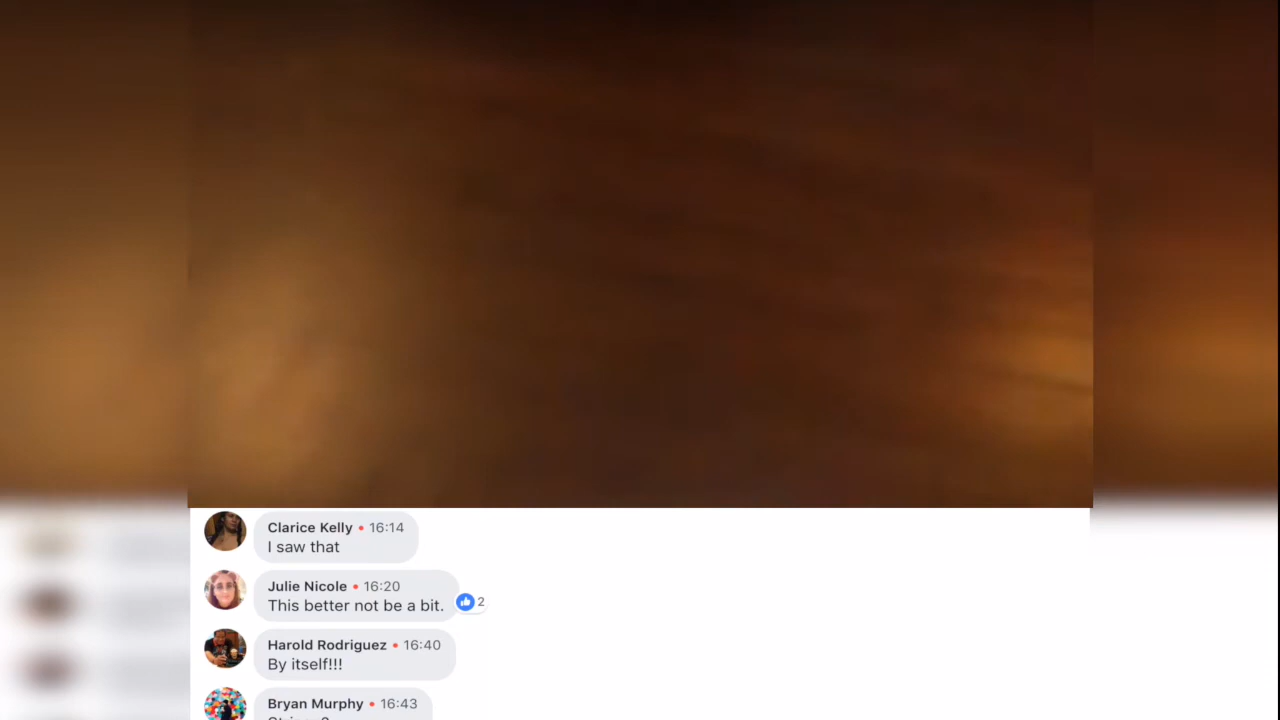 Clarice Kelly • 16:14
I saw that
Julie Nicole • 16:20
This better not be a bit.
2
Harold Rodriguez • 16:40
By itself!!!
Bryan Murphy • 16:43